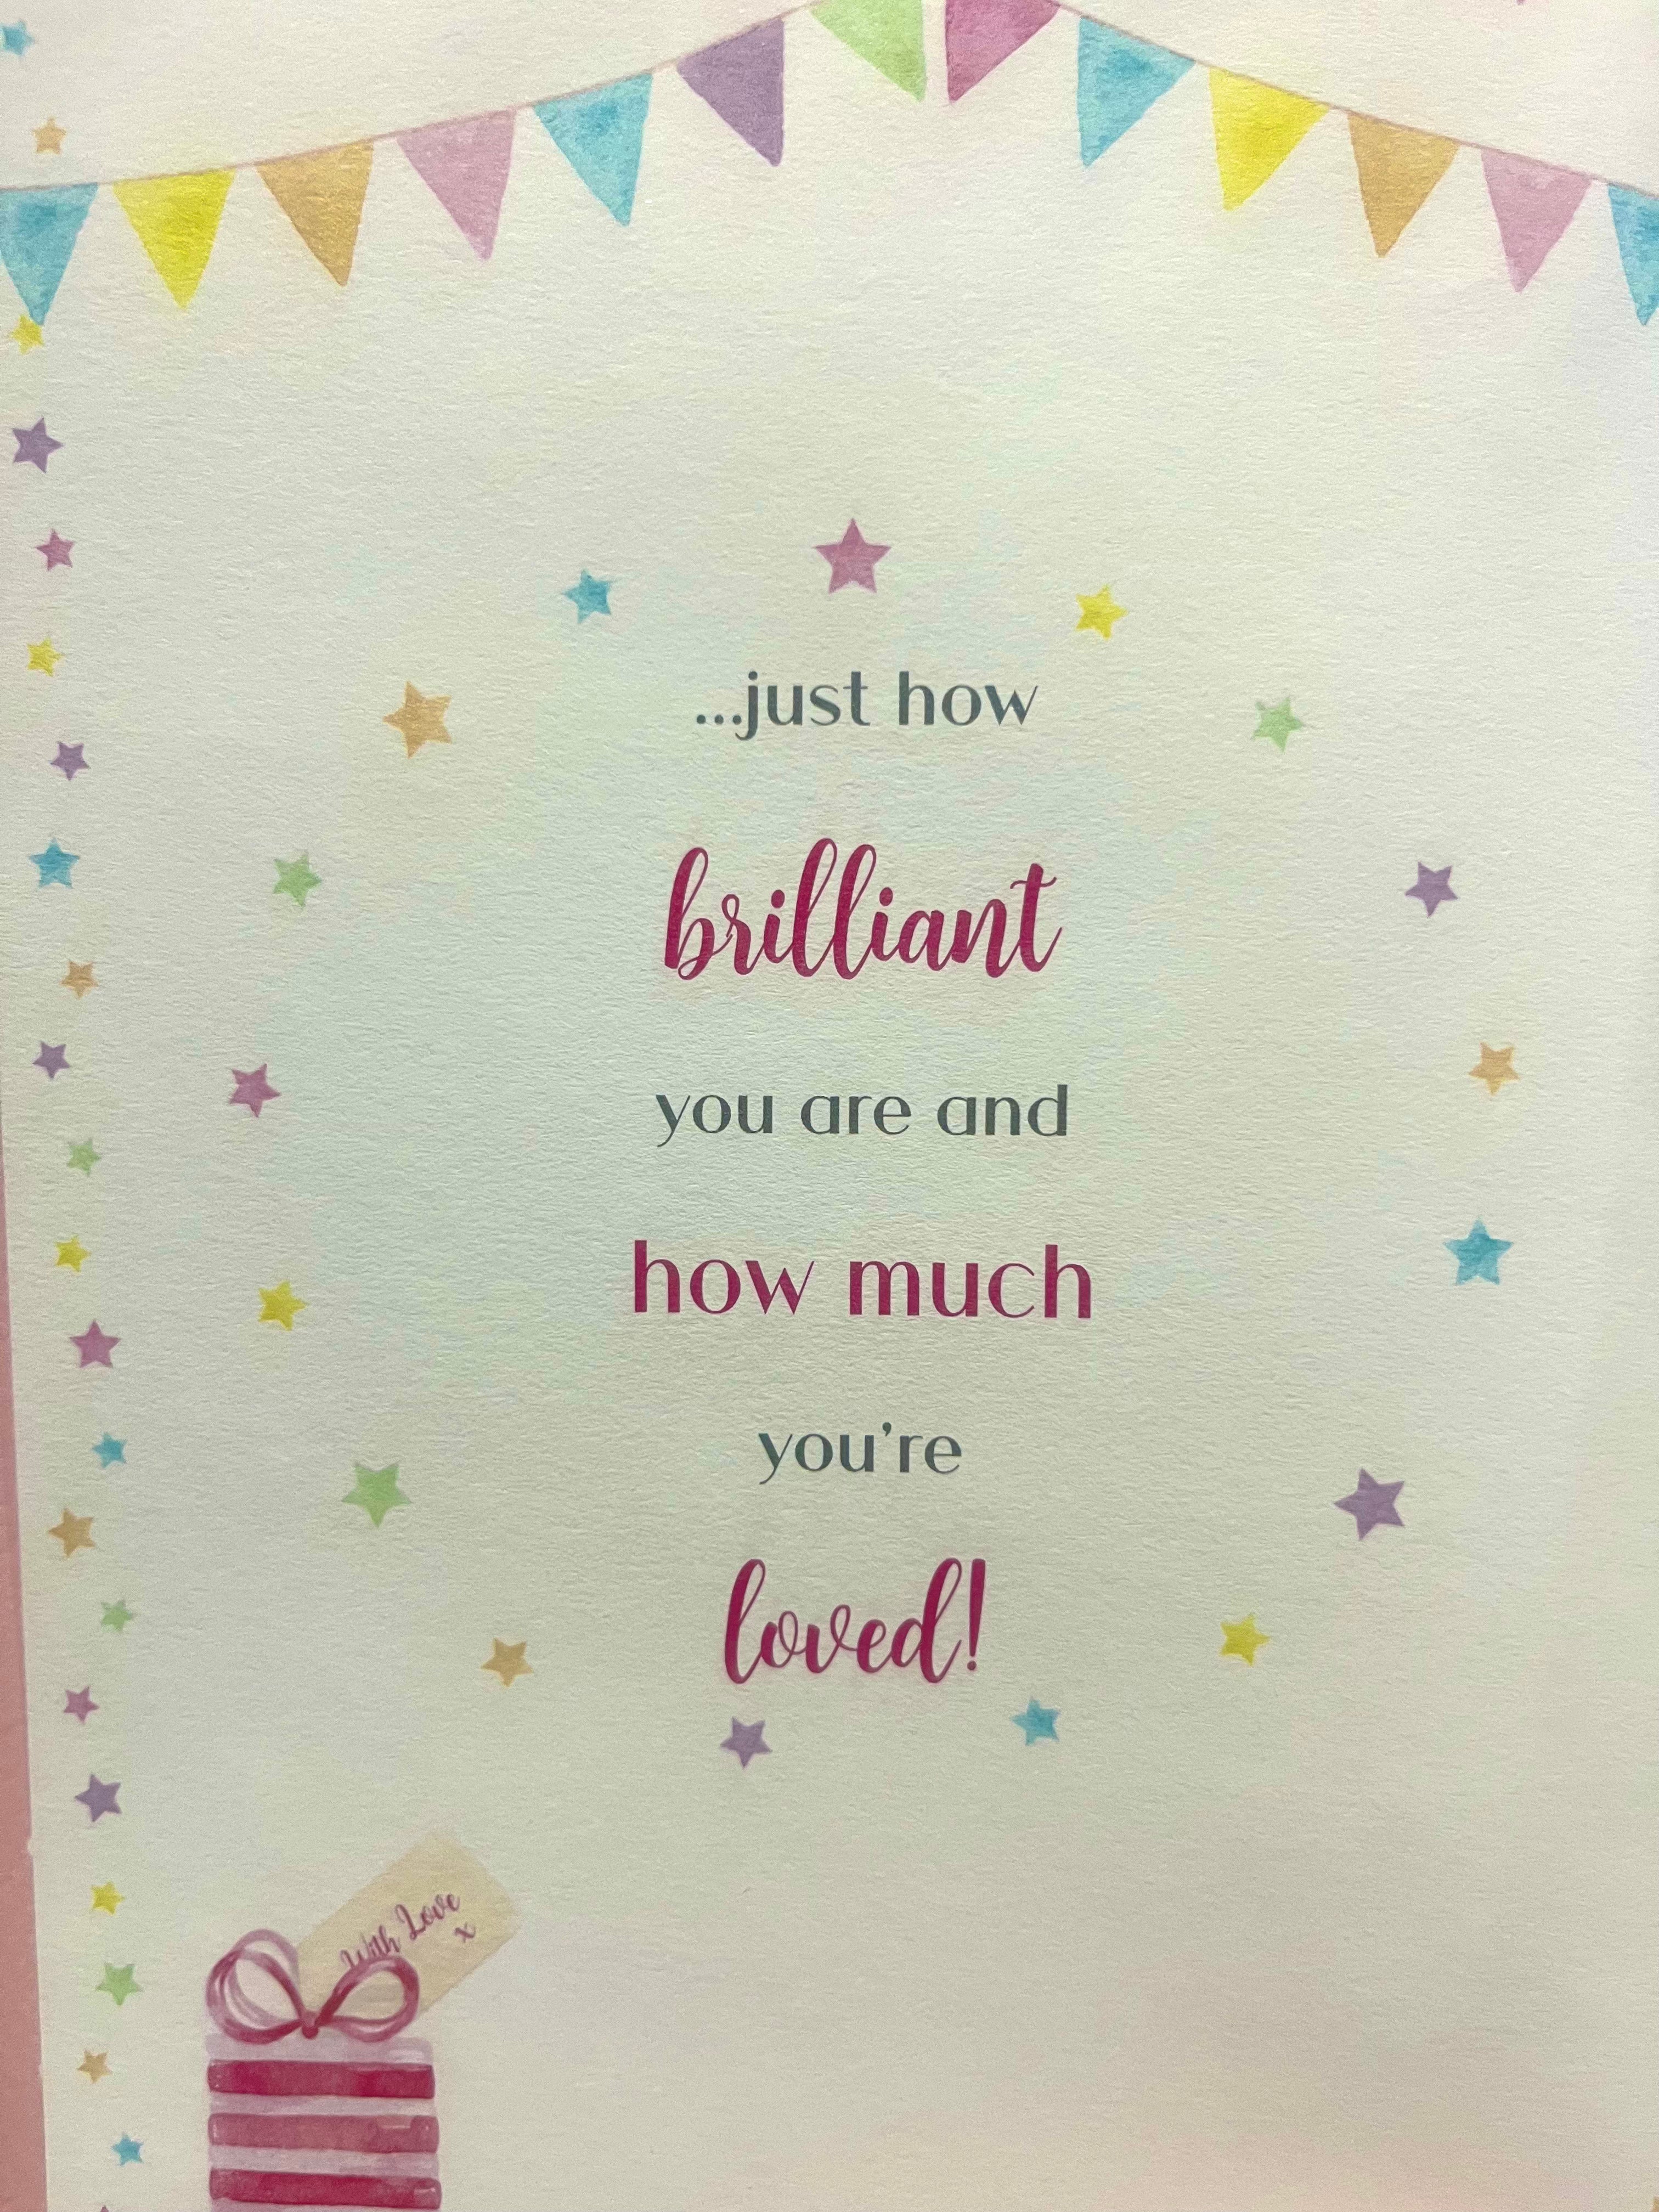 ...just how
brilliant
you are and
how much
you're
loved!
With Love
x